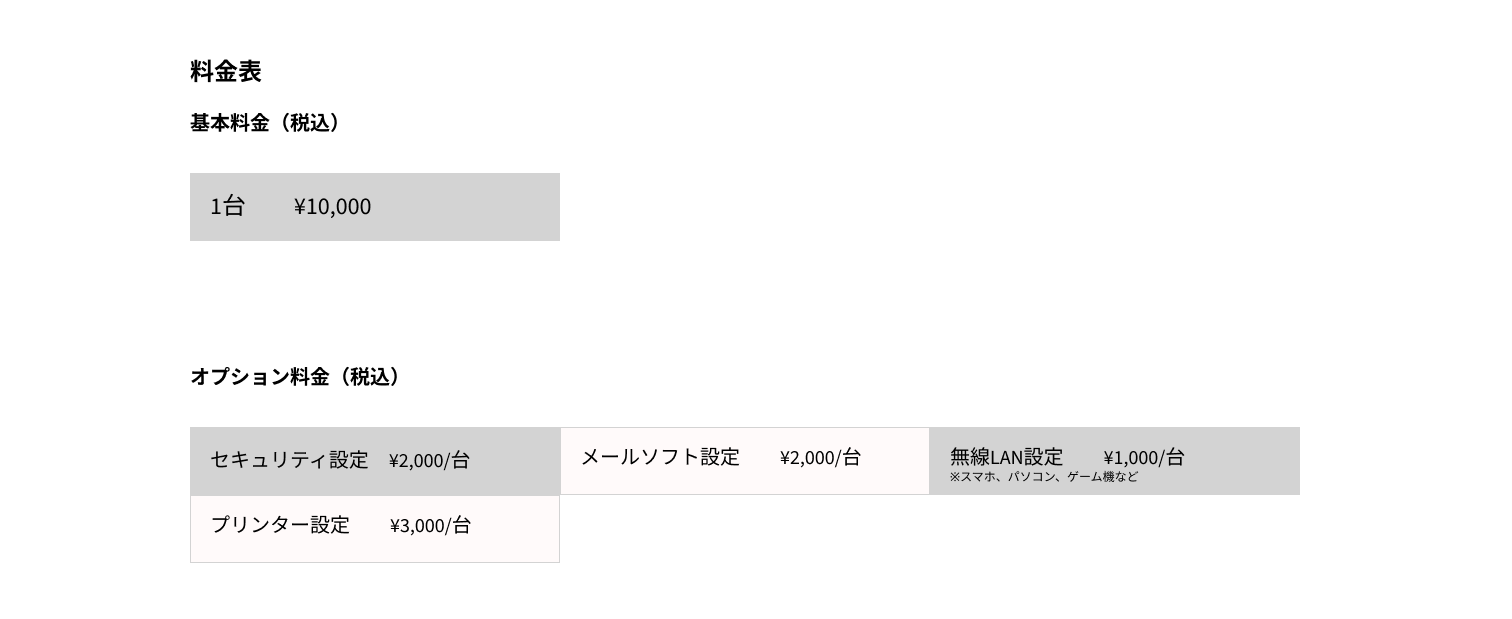 料金表
基本料金（税込）
1台 ¥10,000
オプション料金（税込）
セキュリティ設定 ¥2,000/台
メールソフト設定 ¥2,000/台
無線LAN設定 ¥1,000/台
※スマホ、パソコン、ゲーム機など
プリンター設定 ¥3,000/台